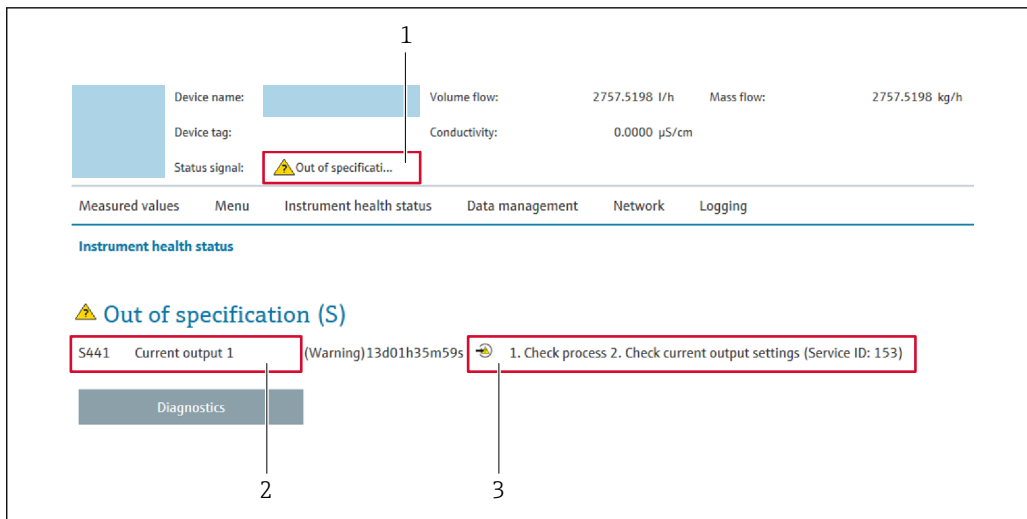 1
Device name: Volume flow: 2757.5198 l/h Mass flow: 2757.5198 kg/h
Device tag: Conductivity: 0.0000 µS/cm
Status signal: Out of specificati...
Measured values Menu Instrument health status Data management Network Logging
Instrument health status
Out of specification (S)
S441 Current output 1 (Warning)13d01h35m59s 1. Check process 2. Check current output settings (Service ID: 153)
Diagnostics
2 3